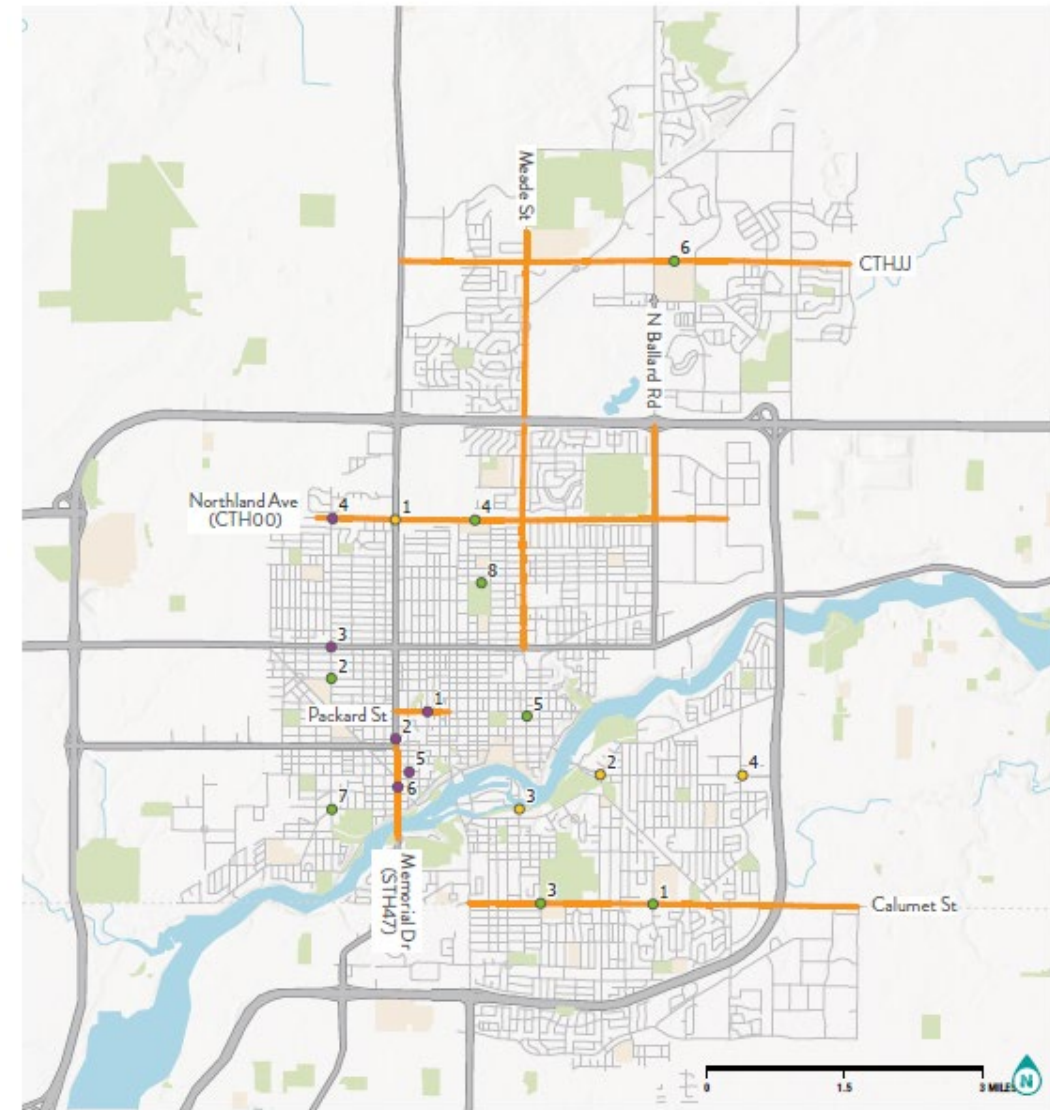 Meade St
6
CTHJJ
N Ballard Rd
Northland Ave
(CTHOO)
4
1
4
8
3
2
Packard St
1
2
5
5
6
7
2
4
3
3
1
Calumet St
Memorial Dr
(STH47)
0
1.5
3 MILES
N